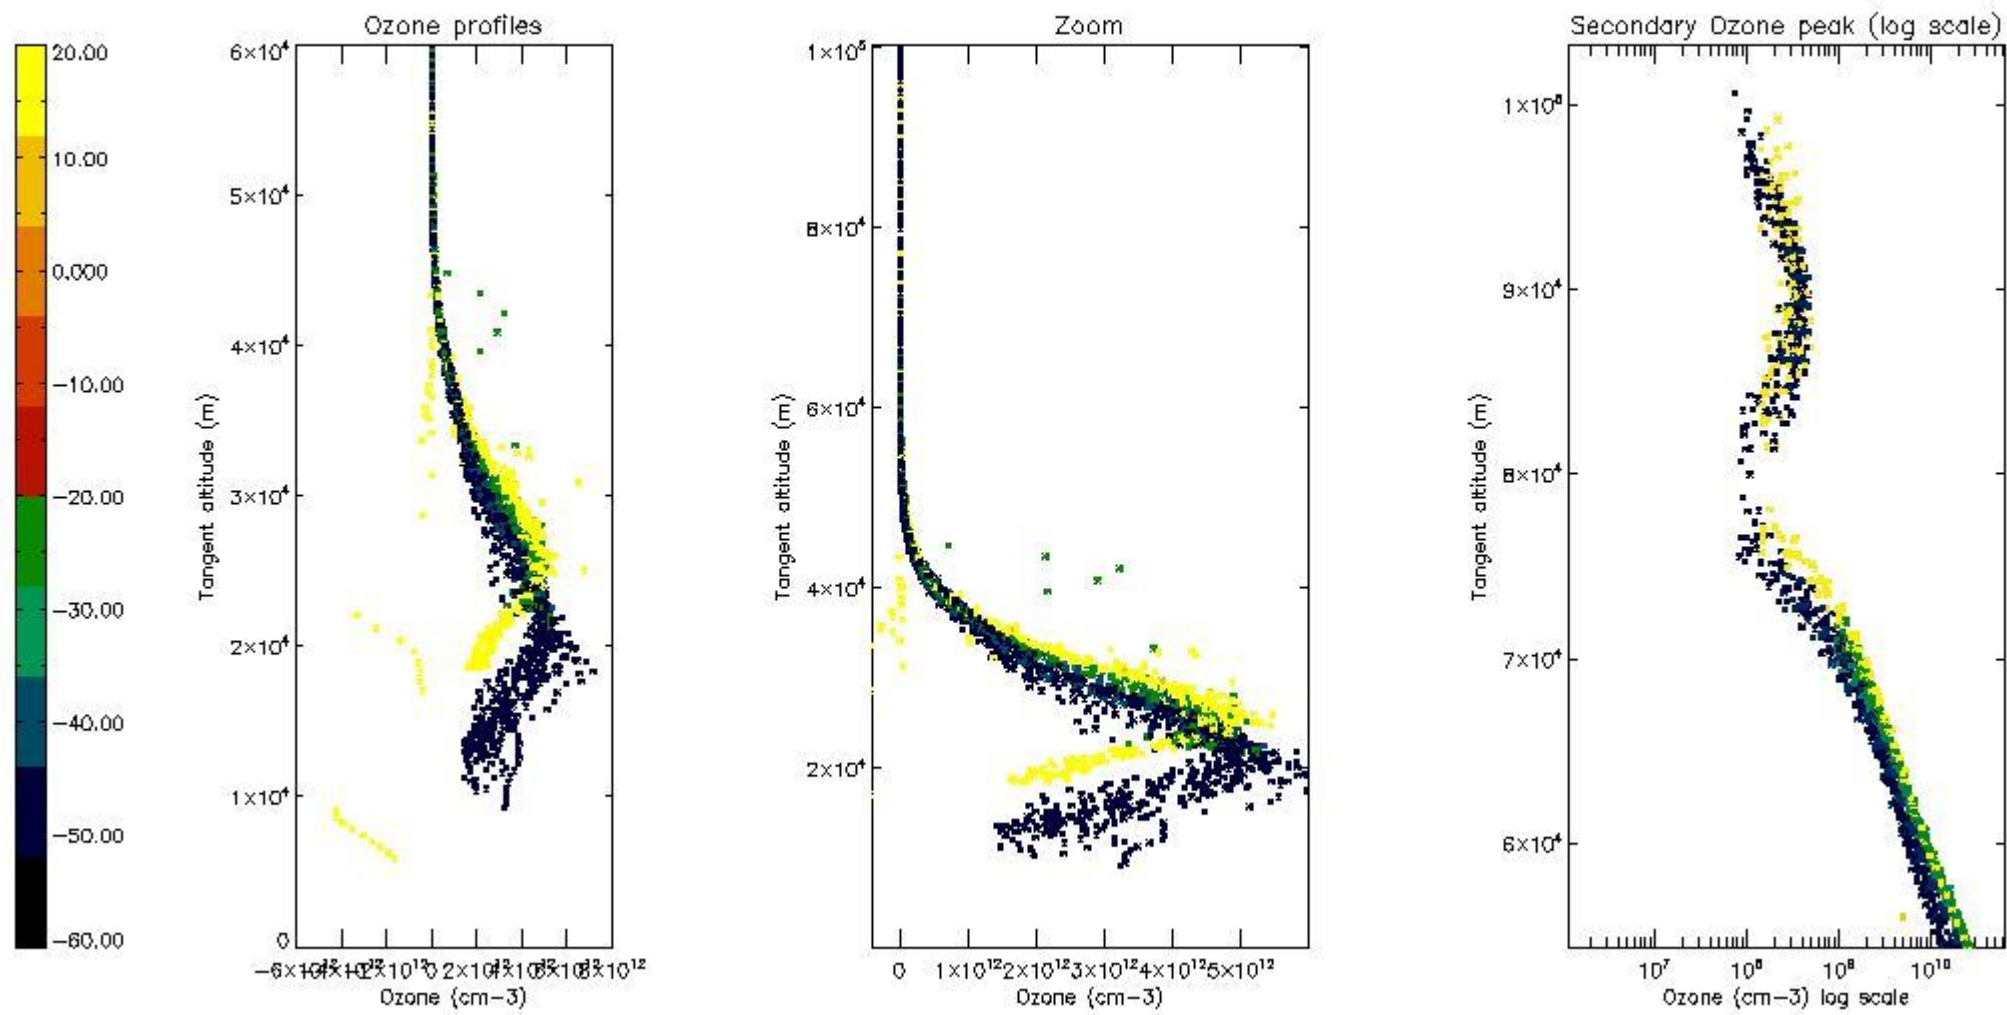 Ozone profiles
Zoom
Secondary Ozone peak (log scale)
20.00
10.00
0.000
−10.00
−20.00
−30.00
−40.00
−50.00
−60.00
6×10⁴
5×10⁴
4×10⁴
3×10⁴
2×10⁴
1×10⁴
0
Tangent altitude (m)
0
8×10¹²
Ozone (cm−3)
1×10⁵
8×10⁴
6×10⁴
4×10⁴
2×10⁴
Tangent altitude (m)
0 1×10¹² 2×10¹² 3×10¹² 4×10¹² 5×10¹²
Ozone (cm−3)
9×10⁴
8×10⁴
7×10⁴
6×10⁴
Tangent altitude (m)
10⁷ 10¹⁰
Ozone (cm−3) log scale